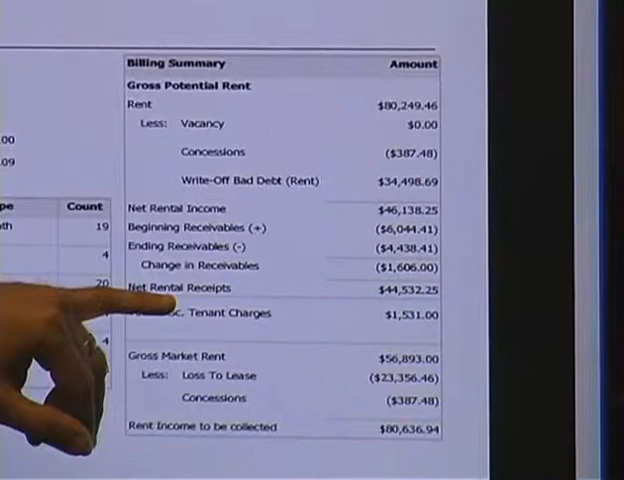 Billing Summary Amount
Gross Potential Rent
Rent $80,249.46
Less: Vacancy $0.00
Concessions ($387.48)
Write-Off Bad Debt (Rent) $34,498.69
Net Rental Income $46,138.25
Beginning Receivables (+) ($6,044.41)
Ending Receivables (-) ($4,438.41)
Change in Receivables ($1,606.00)
Net Rental Receipts $44,532.25
Tenant Charges $1,531.00
Gross Market Rent $56,893.00
Less: Loss To Lease ($23,356.46)
Concessions ($387.48)
Rent Income to be collected $80,636.94
.00
.09
Count
19
4
20
4